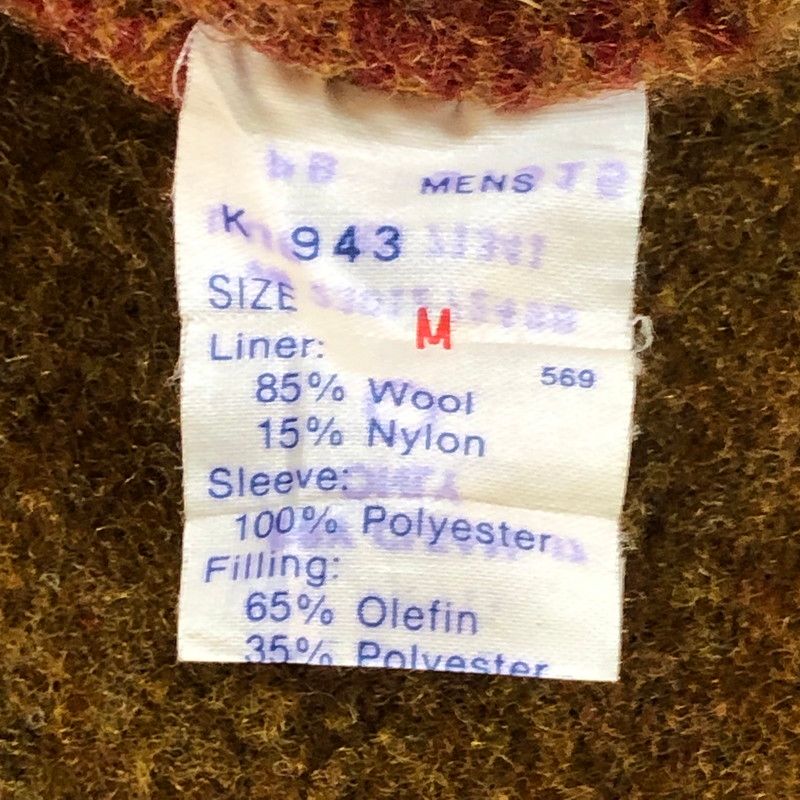 MENS
K 943
SIZE M
Liner:
569
85% Wool
15% Nylon
Sleeve:
100% Polyester
Filling:
65% Olefin
35% Polyester